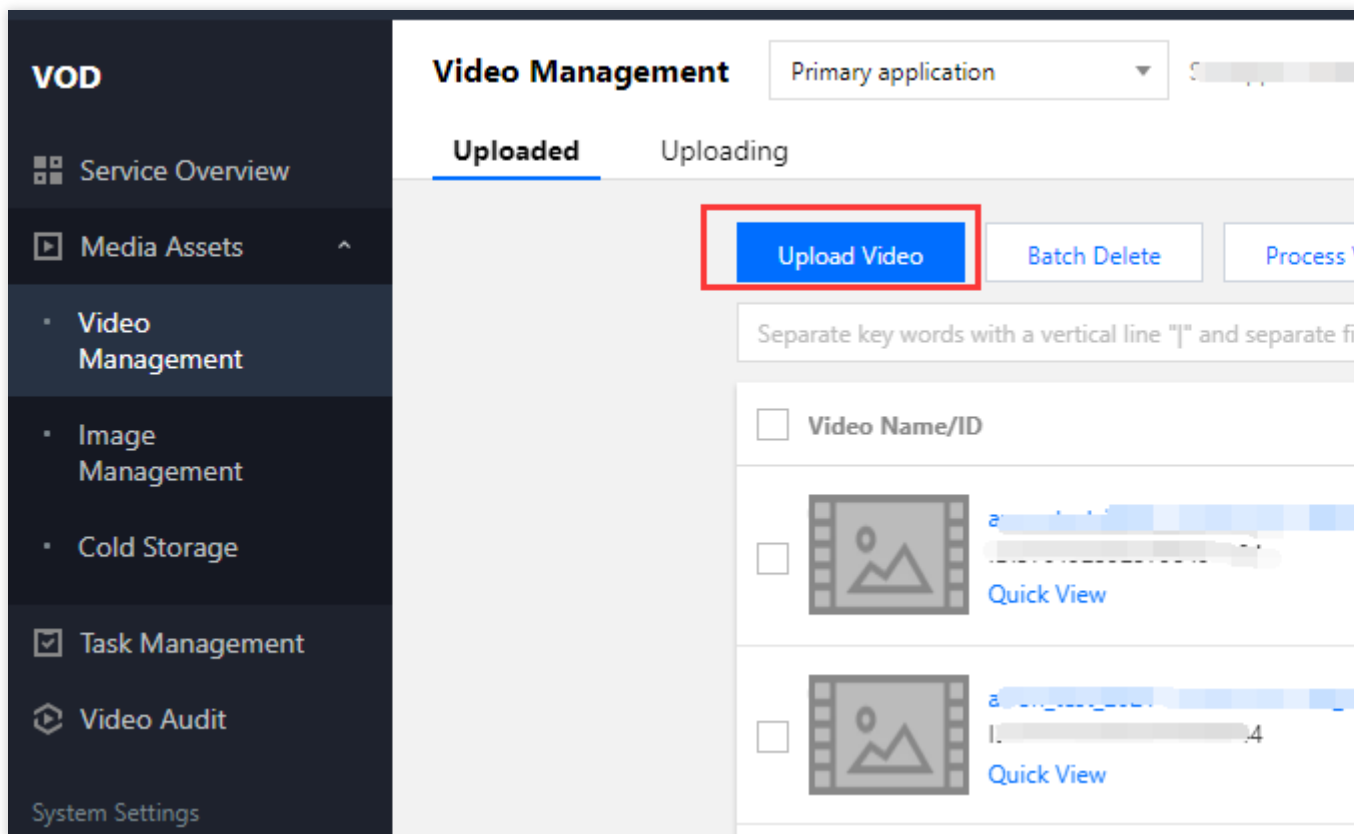 VOD
Service Overview
Media Assets
Video
Management
Image
Management
Cold Storage
Task Management
Video Audit
System Settings
Video Management
Primary application
Uploaded
Uploading
Upload Video
Batch Delete
Process
Separate key words with a vertical line "|" and separate
Video Name/ID
Quick View
Quick View